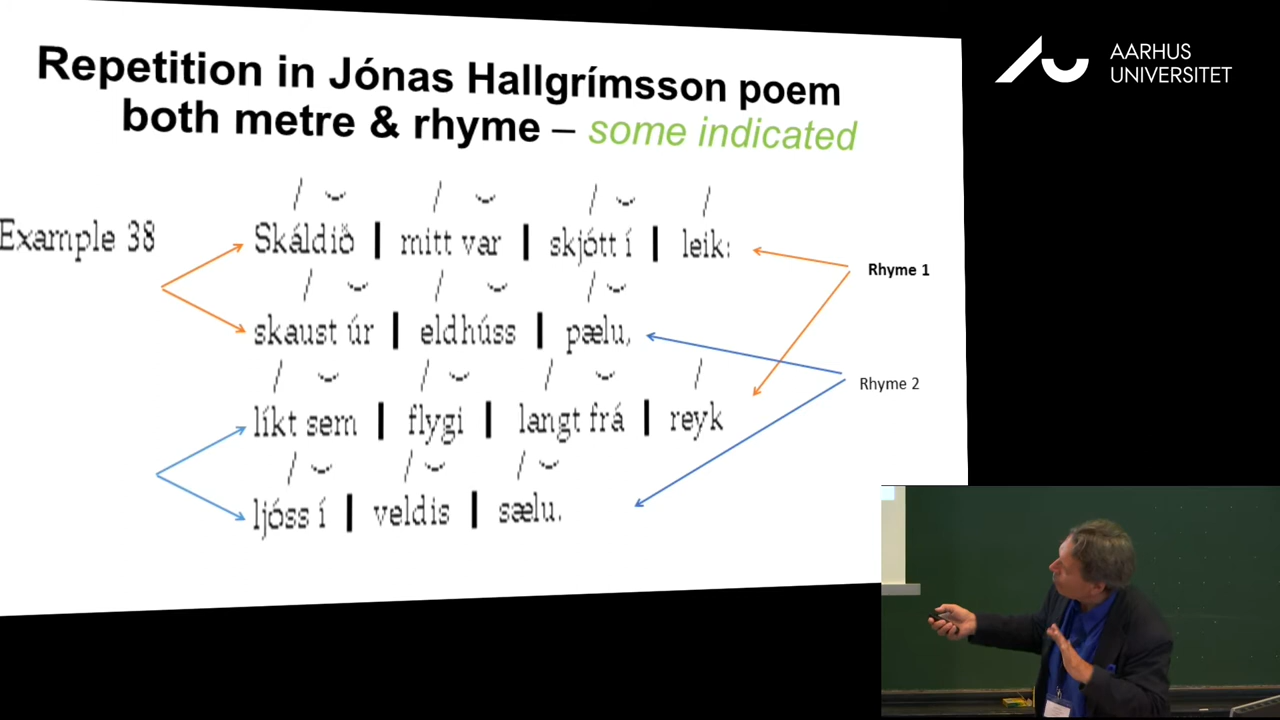 Repetition in Jónas Hallgrímsson poem
both metre & rhyme – some indicated
AARHUS
UNIVERSITET
Example 38
Skáldið | mitt var | skjótt í | leik:
skaust úr | eldhúss | pælu,
líkt sem | flygi | langt frá | reyk
ljóss í | veldis | sælu.
Rhyme 1
Rhyme 2